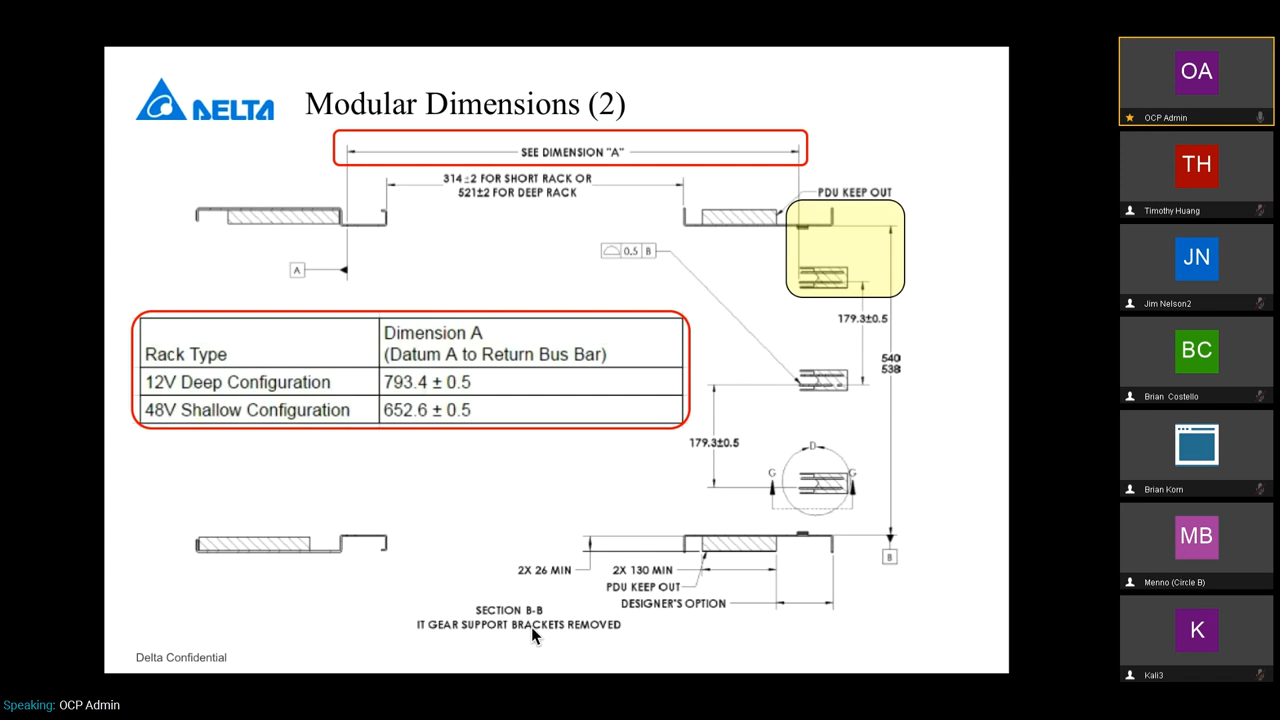 DELTA
Modular Dimensions (2)
SEE DIMENSION "A"
314±2 FOR SHORT RACK OR
521±2 FOR DEEP RACK
PDU KEEP OUT
0.5 B
A
179.3±0.5
540
538
Rack Type
Dimension A
(Datum A to Return Bus Bar)
12V Deep Configuration
793.4 ± 0.5
48V Shallow Configuration
652.6 ± 0.5
179.3±0.5
D
G
G
B
2X 26 MIN
2X 130 MIN
PDU KEEP OUT
DESIGNER'S OPTION
SECTION B-B
IT GEAR SUPPORT BRACKETS REMOVED
Delta Confidential
OA
OCP Admin
TH
Timothy Huang
JN
Jim Nelson2
BC
Brian Costello
Brian Korn
MB
Menno (Circle B)
K
Kali3
Speaking: OCP Admin